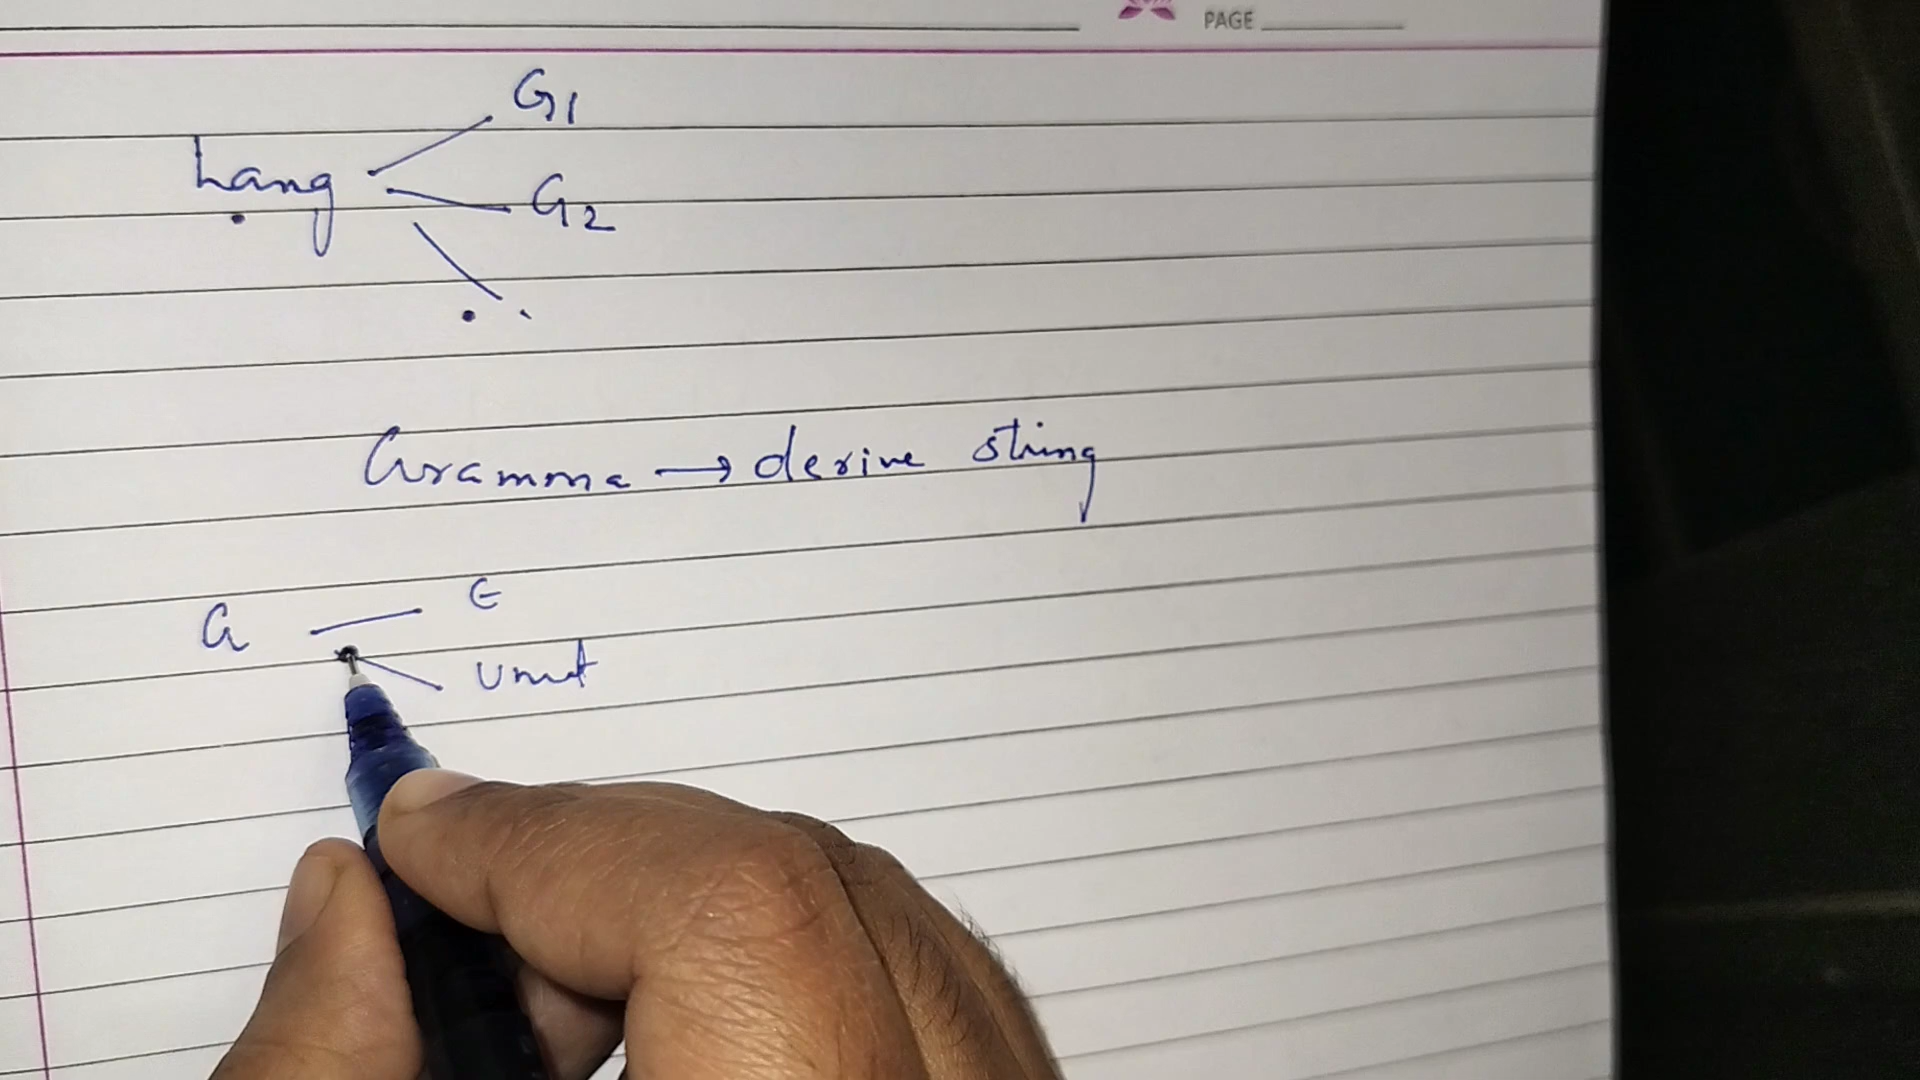 PAGE
G1
Lang
G2
Gramma → derive string
G
ϵ
unit